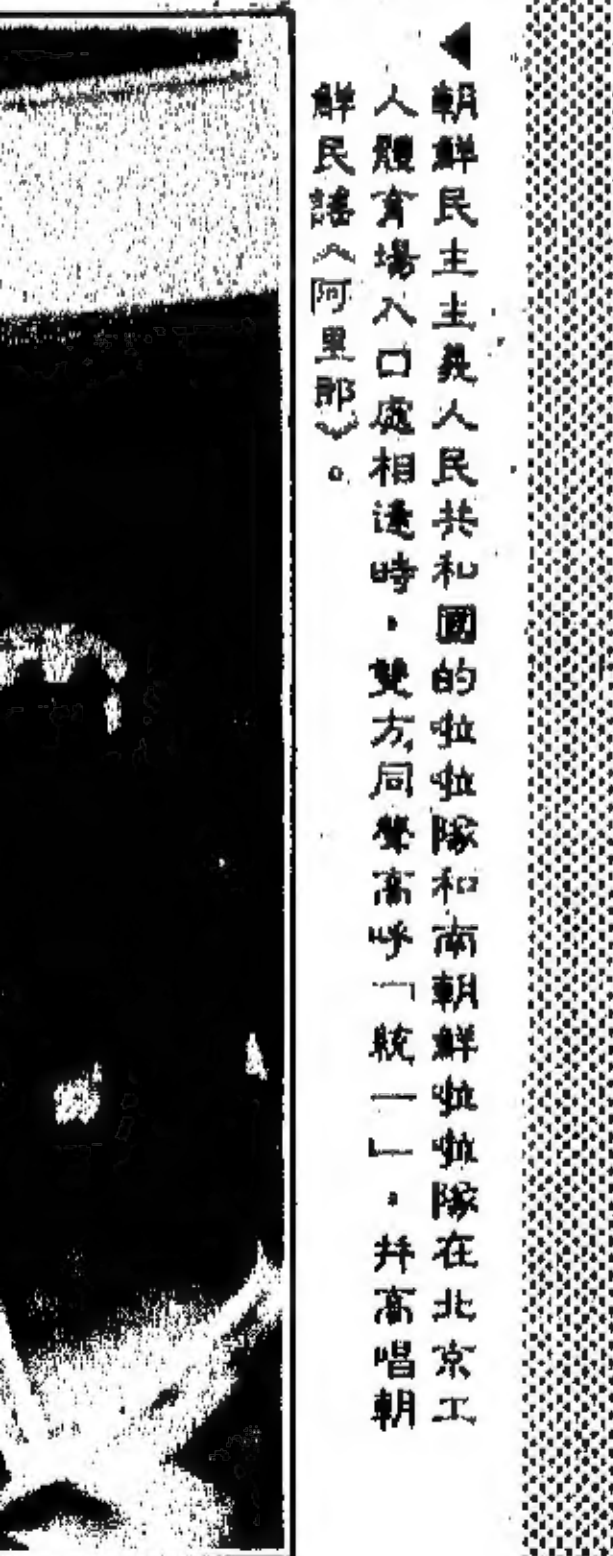 ◀朝鮮民主主義人民共和國的啦啦隊和南朝鮮啦啦隊在北京工
人體育場入口處相逢時，雙方同聲高呼「統一」，并高唱朝
鮮民謠《阿里郎》。